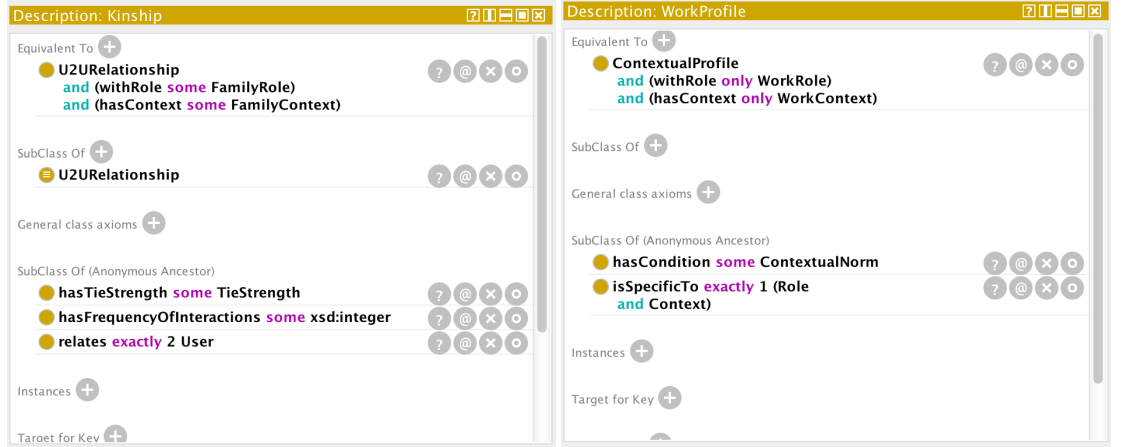 Description: Kinship
Equivalent To
U2URelationship
and (withRole some FamilyRole)
and (hasContext some FamilyContext)
SubClass Of
U2URelationship
General class axioms
SubClass Of (Anonymous Ancestor)
hasTieStrength some TieStrength
hasFrequencyOfInteractions some xsd:integer
relates exactly 2 User
Instances
Target for Key
Description: WorkProfile
Equivalent To
ContextualProfile
and (withRole only WorkRole)
and (hasContext only WorkContext)
SubClass Of
General class axioms
SubClass Of (Anonymous Ancestor)
hasCondition some ContextualNorm
isSpecificTo exactly 1 (Role
and Context)
Instances
Target for Key